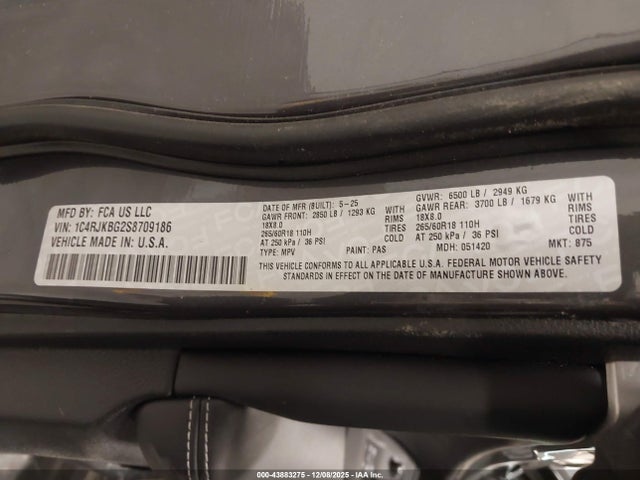 MFD BY: FCA US LLC
VIN: 1C4RJKBG2S8709186
VEHICLE MADE IN U.S.A.
DATE OF MFR (BUILT): 5-25
GAWR FRONT: 2850 LB / 1293 KG WITH
18X8.0 RIMS
265/60R18 110H TIRES
AT 250 kPa / 36 PSI COLD
TYPE: MPV PAINT: PAS
GVWR: 6500 LB / 2949 KG
GAWR REAR: 3700 LB / 1679 KG WITH
18X8.0 RIMS
265/60R18 110H TIRES
AT 250 kPa / 36 PSI COLD
MDH: 051420 MKT: 875
THIS VEHICLE CONFORMS TO ALL APPLICABLE U.S.A. FEDERAL MOTOR VEHICLE SAFETY
STANDARDS IN EFFECT ON THE DATE OF MANUFACTURE SHOWN ABOVE.
000-43883275 - 12/08/2025 - IAA Inc.